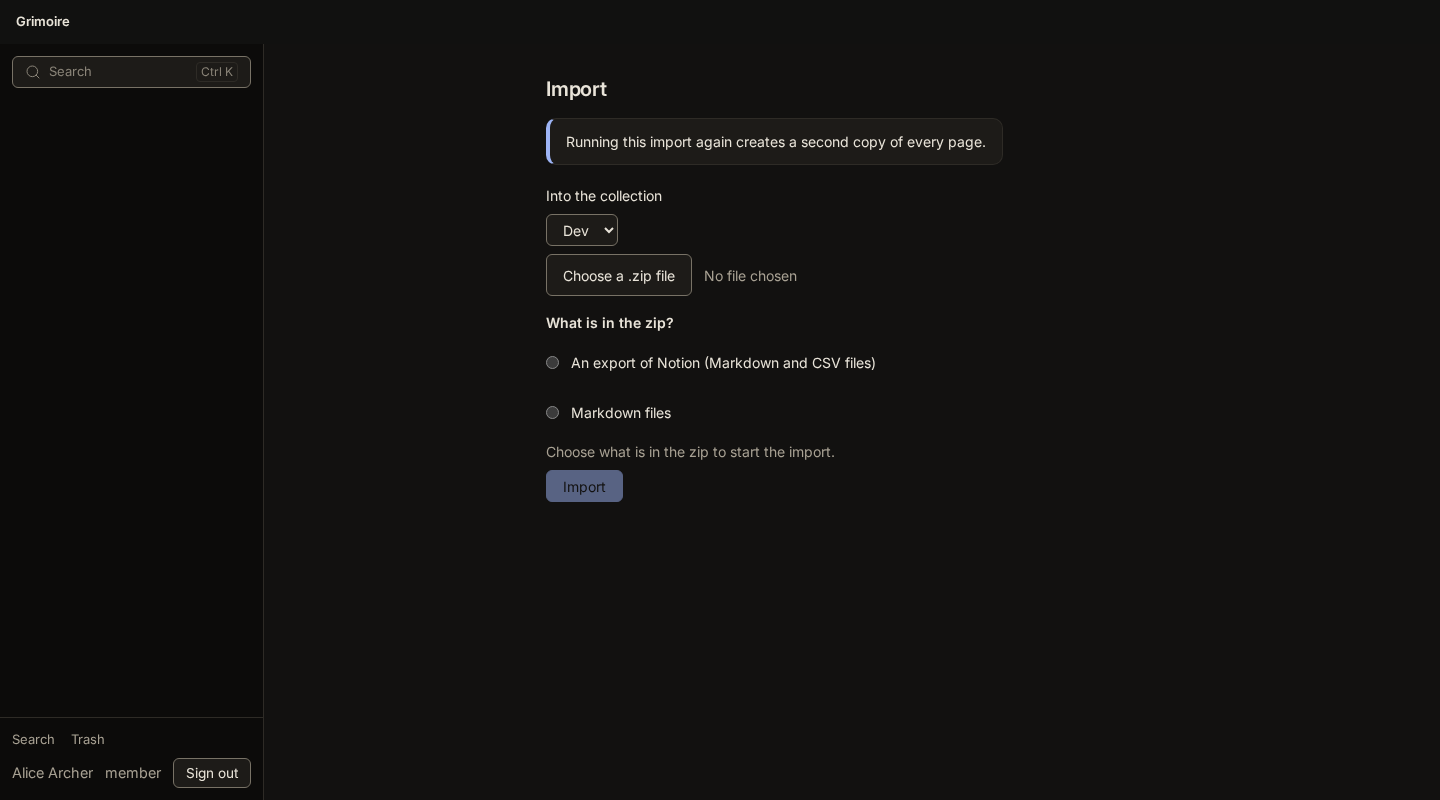 Grimoire
Search Ctrl K
Import
Running this import again creates a second copy of every page.
Into the collection
Dev
Choose a .zip file No file chosen
What is in the zip?
An export of Notion (Markdown and CSV files)
Markdown files
Choose what is in the zip to start the import.
Import
Search Trash
Alice Archer member Sign out